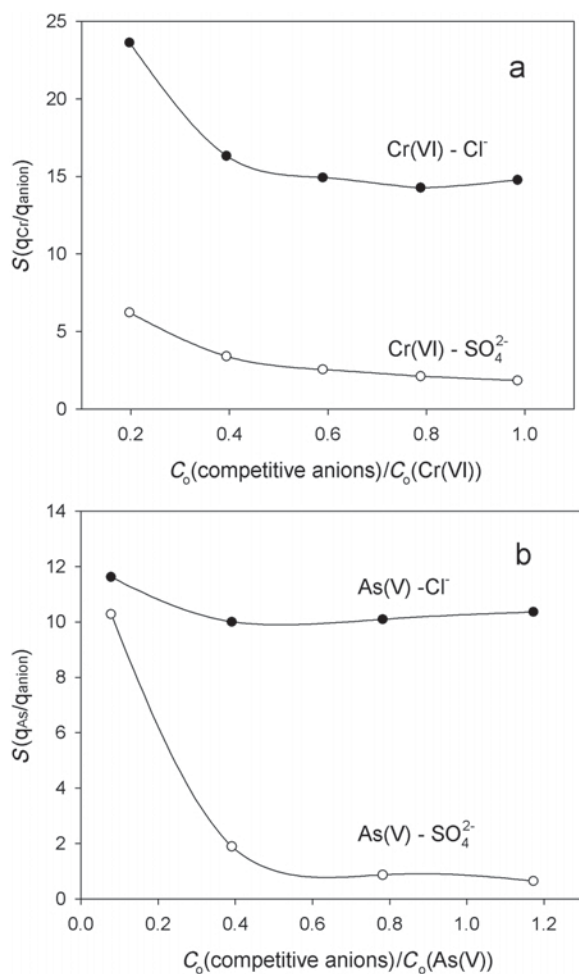 25
20
15
10
5
0
S(qCr/qanion)
a
Cr(VI) - Cl⁻
Cr(VI) - SO₄²⁻
0.2 0.4 0.6 0.8 1.0
Cₒ(competitive anions)/Cₒ(Cr(VI))
14
12
10
8
6
4
2
0
S(qAs/qanion)
b
As(V) -Cl⁻
As(V) - SO₄²⁻
0.0 0.2 0.4 0.6 0.8 1.0 1.2
Cₒ(competitive anions)/Cₒ(As(V))